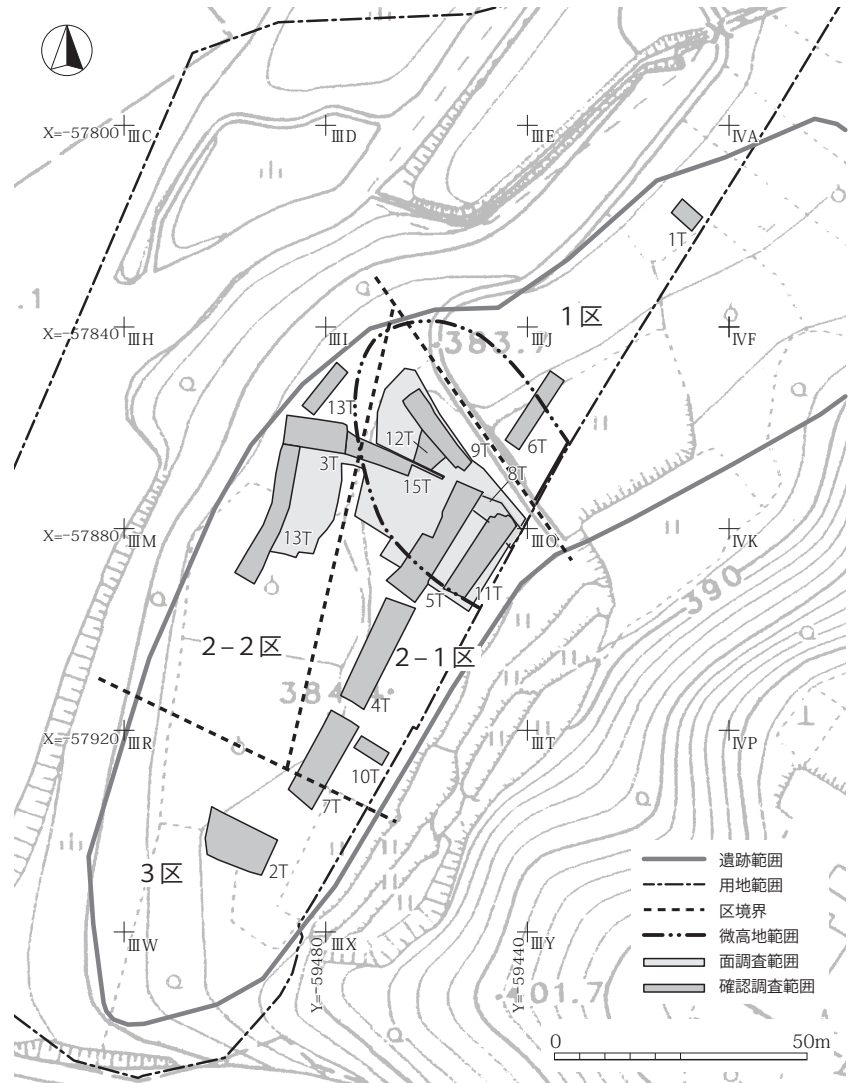 X=-57800
ⅢC
ⅢD
ⅢE
ⅣA
1T
.1
1区
X=-57840
ⅢH
ⅢI
ⅢJ
ⅣF
383.7
13T
12T
9T
6T
3T
15T
8T
X=-57880
ⅢM
13T
ⅢO
ⅣK
5T
11T
390
2-2区
2-1区
384.
4T
X=-57920
ⅢR
ⅢT
ⅣP
10T
7T
3区
2T
遺跡範囲
用地範囲
区境界
微高地範囲
面調査範囲
確認調査範囲
ⅢW
ⅢX
ⅢY
Y=-59480
Y=-59440
01.7
0
50m